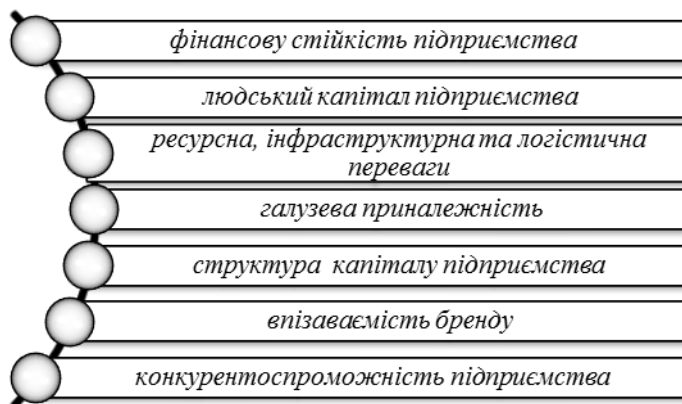 фінансову стійкість підприємства
людський капітал підприємства
ресурсна, інфраструктурна та логістична
переваги
галузева приналежність
структура капіталу підприємства
впізаваємість бренду
конкурентоспроможність підприємства